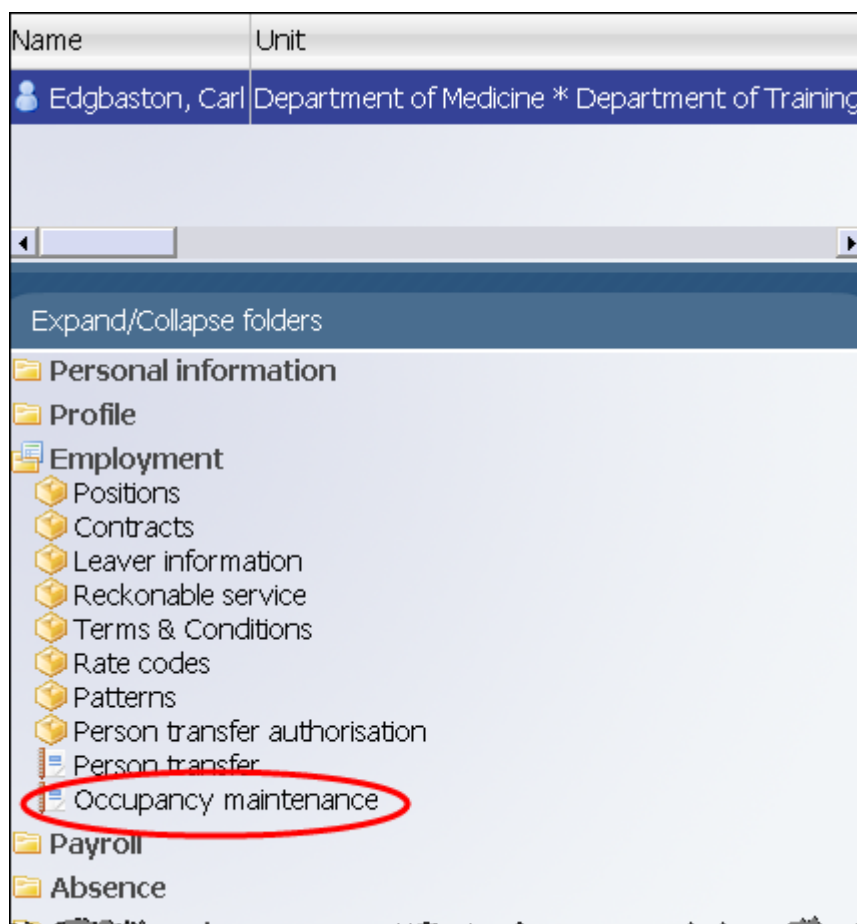 Name Unit
Edgbaston, Carl Department of Medicine * Department of Training
Expand/Collapse folders
Personal information
Profile
Employment
Positions
Contracts
Leaver information
Reckonable service
Terms & Conditions
Rate codes
Patterns
Person transfer authorisation
Person transfer
Occupancy maintenance
Payroll
Absence